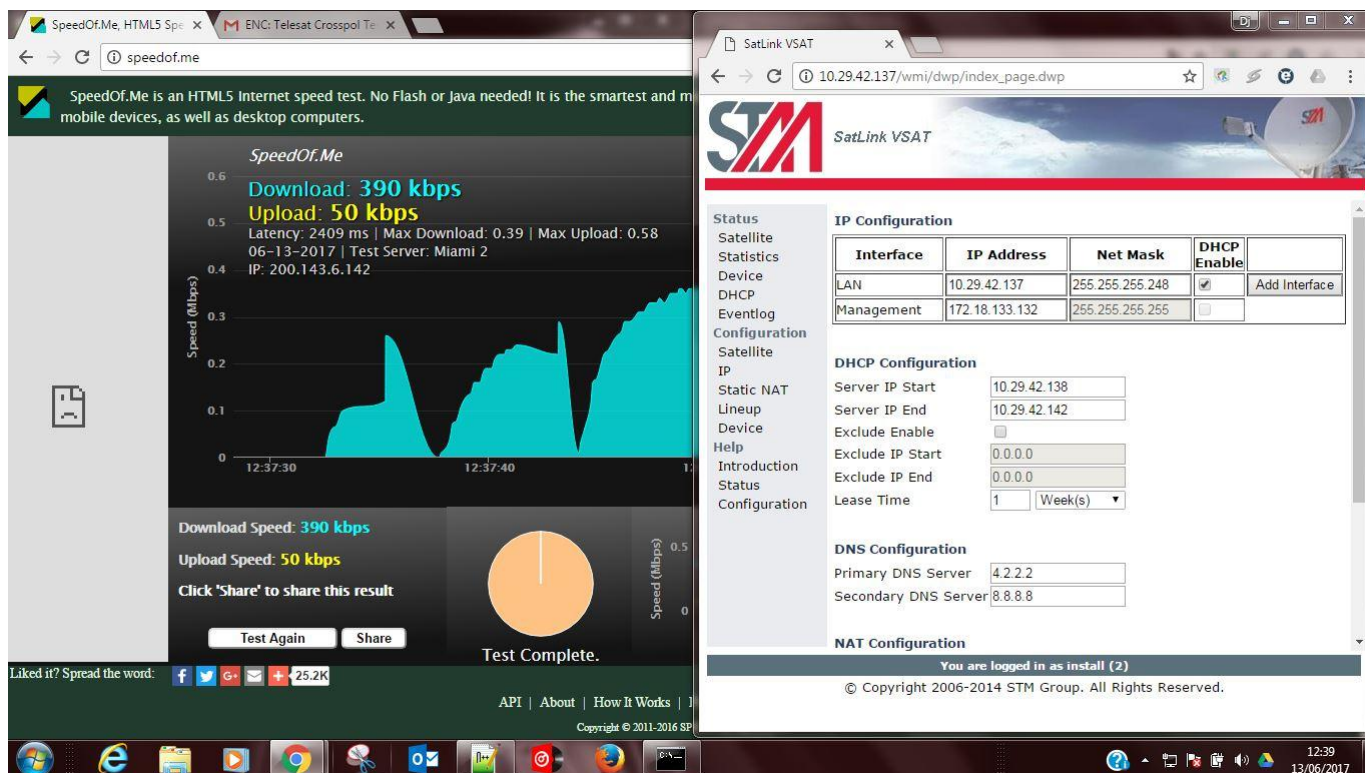 SpeedOf.Me, HTML5 Spe
ENC: Telesat Crosspol Te
speedof.me
SpeedOf.Me is an HTML5 Internet speed test. No Flash or Java needed! It is the smartest and m
mobile devices, as well as desktop computers.
SpeedOf.Me
Download: 390 kbps
Upload: 50 kbps
Latency: 2409 ms | Max Download: 0.39 | Max Upload: 0.58
06-13-2017 | Test Server: Miami 2
IP: 200.143.6.142
Speed (Mbps)
0.6
0.5
0.4
0.3
0.2
0.1
0
12:37:30
12:37:40
12
Download Speed: 390 kbps
Upload Speed: 50 kbps
Click 'Share' to share this result
Test Again
Share
Test Complete.
Speed (Mbps)
0.5
0
Liked it? Spread the word:
25.2K
API | About | How It Works |
Copyright © 2011-2016 SP
Dj
SatLink VSAT
10.29.42.137/wmi/dwp/index_page.dwp
STM
SatLink VSAT
STM
Status
Satellite
Statistics
Device
DHCP
Eventlog
Configuration
Satellite
IP
Static NAT
Lineup
Device
Help
Introduction
Status
Configuration
IP Configuration
Interface IP Address Net Mask DHCP Enable
LAN 10.29.42.137 255.255.255.248 Add Interface
Management 172.18.133.132 255.255.255.255
DHCP Configuration
Server IP Start 10.29.42.138
Server IP End 10.29.42.142
Exclude Enable
Exclude IP Start 0.0.0.0
Exclude IP End 0.0.0.0
Lease Time 1 Week(s)
DNS Configuration
Primary DNS Server 4.2.2.2
Secondary DNS Server 8.8.8.8
NAT Configuration
You are logged in as install (2)
© Copyright 2006-2014 STM Group. All Rights Reserved.
12:39
13/06/2017